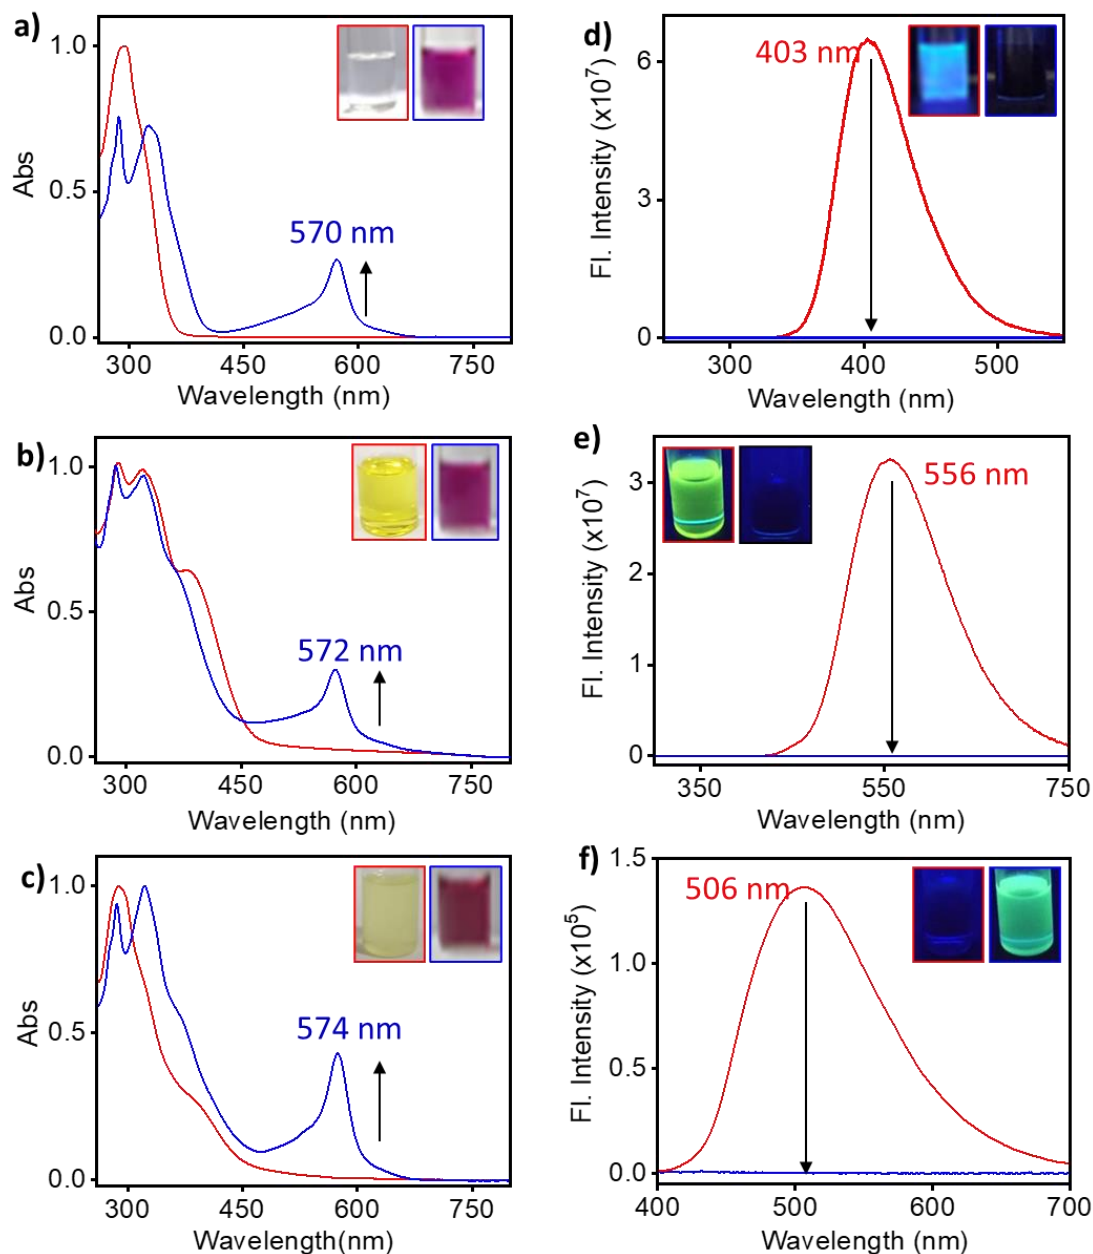 a)
1.0
0.5
0.0
Abs
570 nm
300 450 600 750
Wavelength (nm)
d)
403 nm
6
3
0
Fl. Intensity (x10⁷)
300 400 500
Wavelength (nm)
b)
1.0
0.5
0.0
Abs
572 nm
300 450 600 750
Wavelength (nm)
e)
556 nm
3
2
1
0
Fl. Intensity (x10⁷)
350 550 750
Wavelength (nm)
c)
1.0
0.5
0.0
Abs
574 nm
300 450 600 750
Wavelength(nm)
f)
1.5
506 nm
1.0
0.5
0.0
Fl. Intensity (x10⁵)
400 500 600 700
Wavelength (nm)